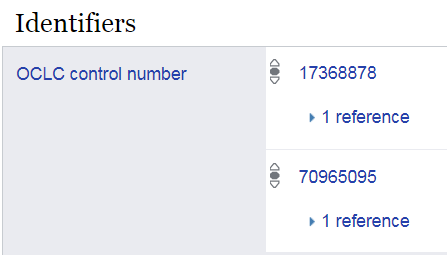 Identifiers
OCLC control number
17368878
1 reference
70965095
1 reference